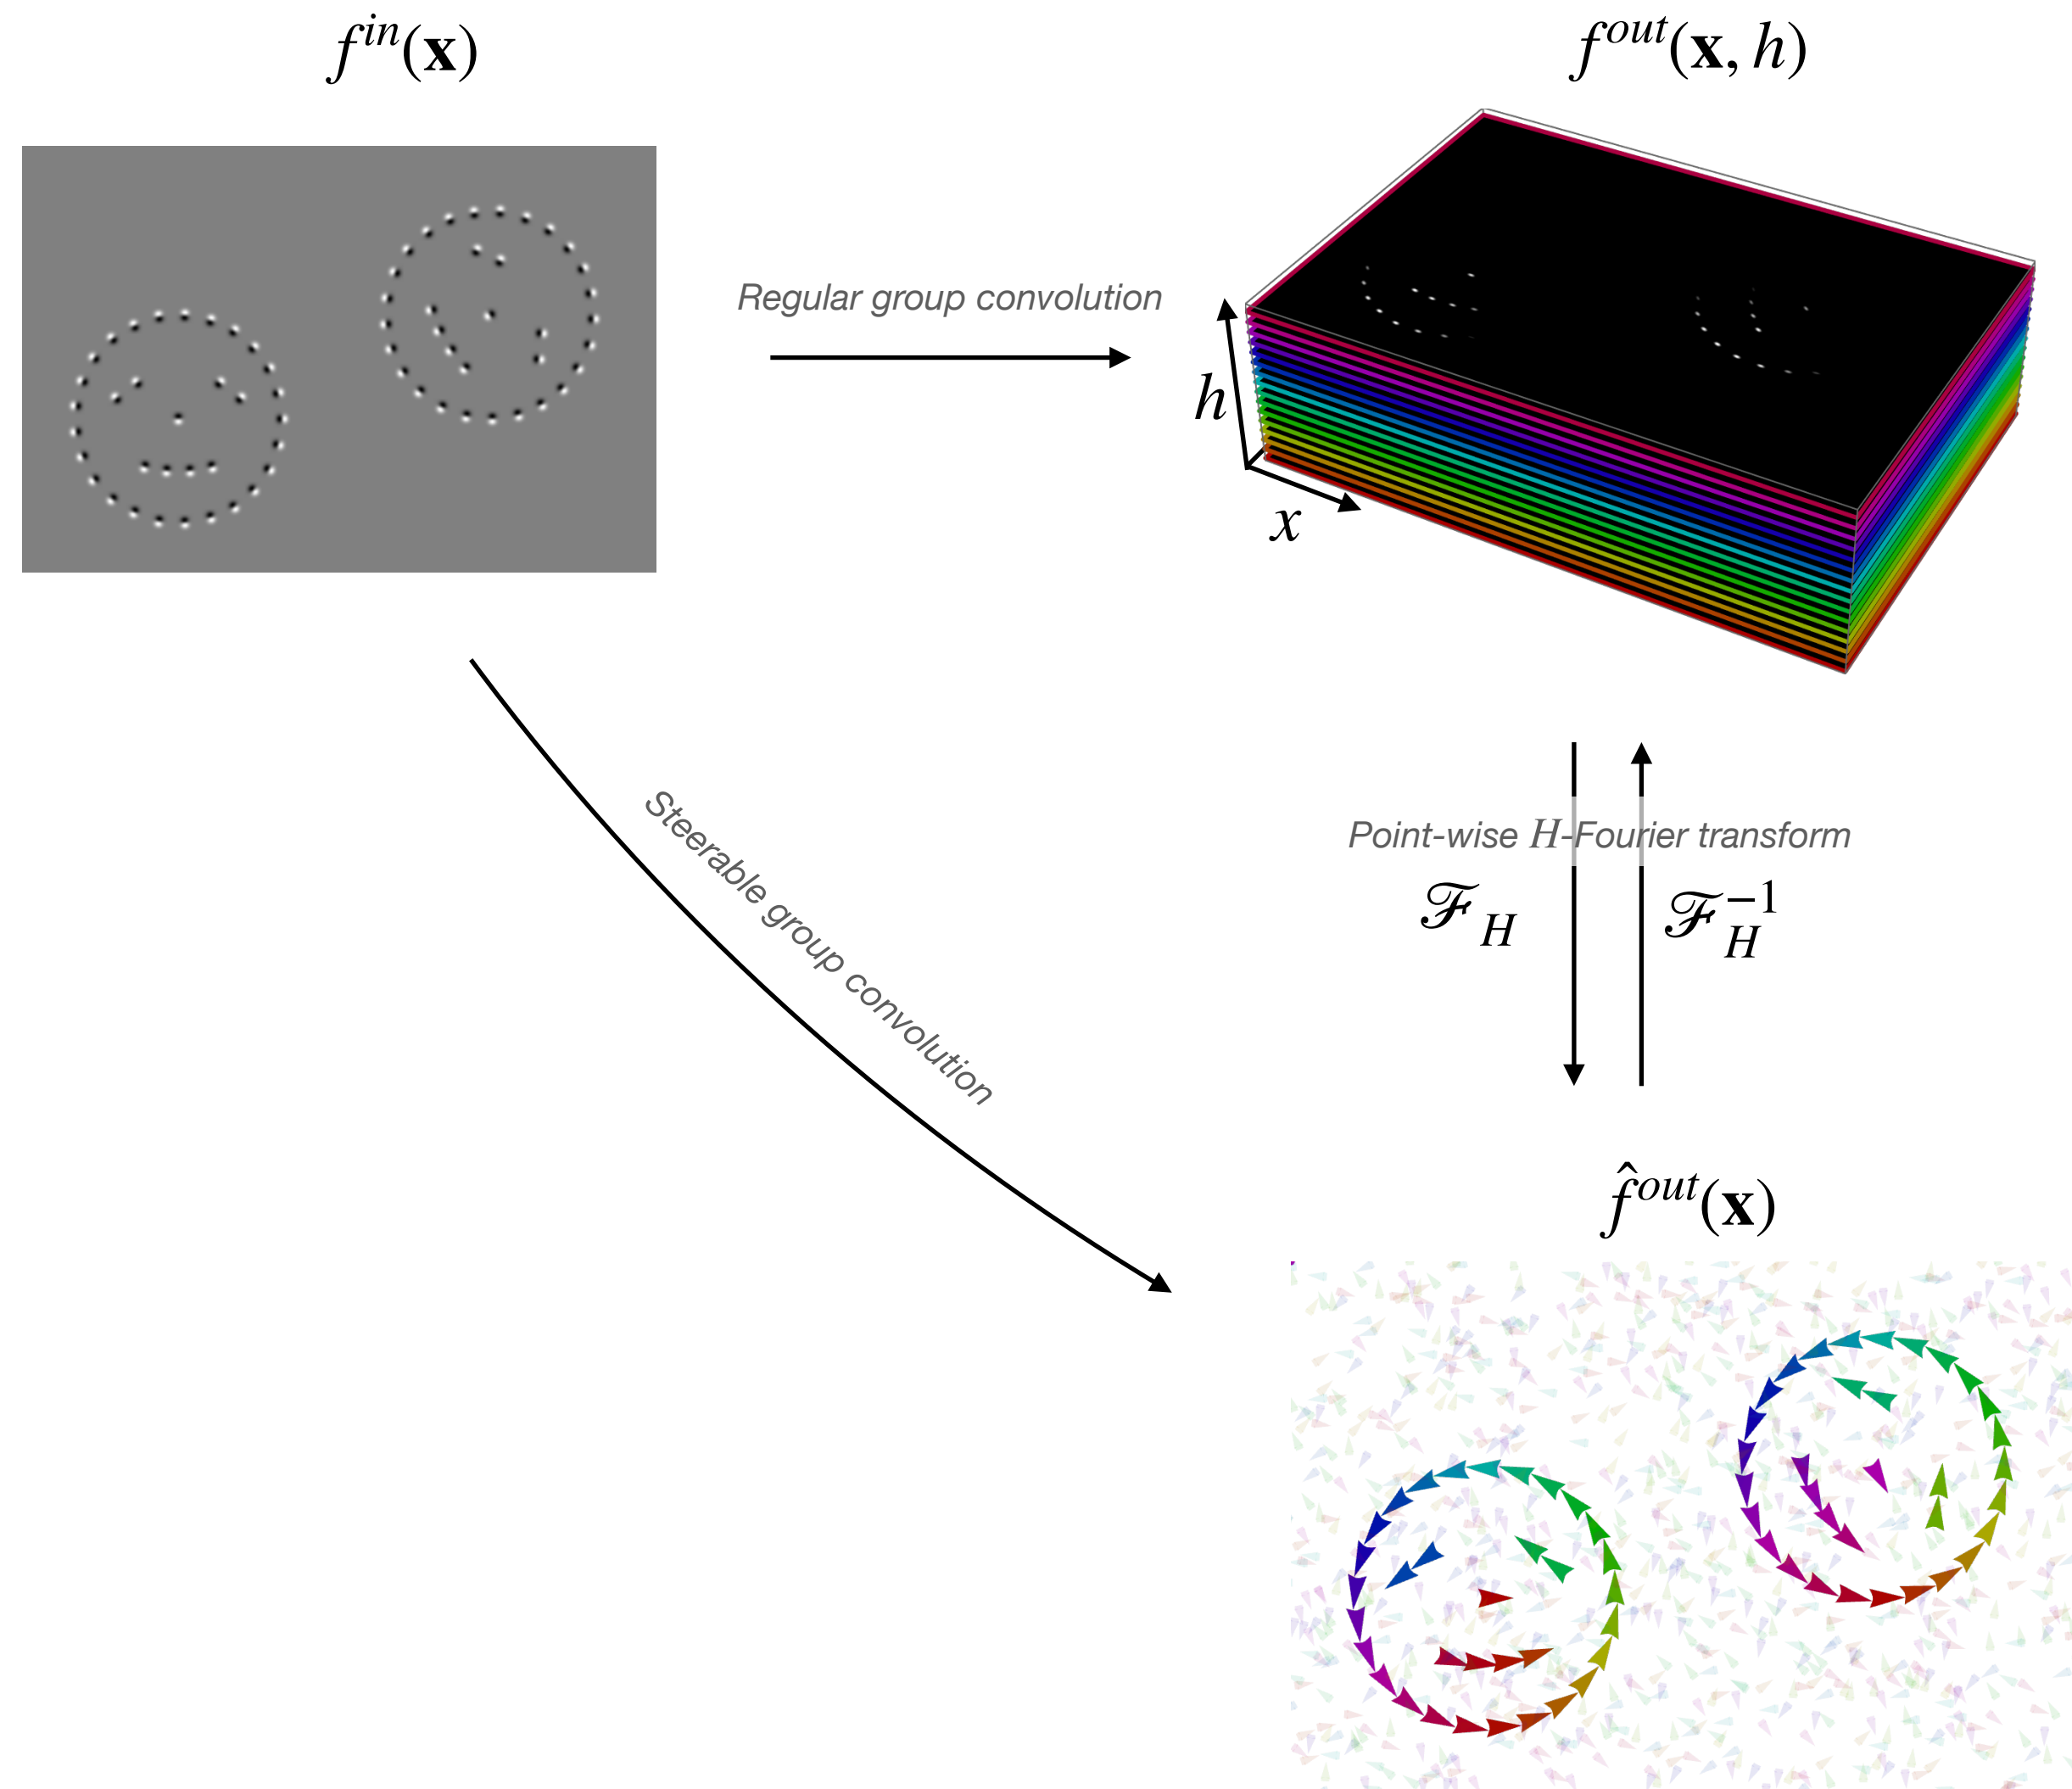 f^{in}(𝐱)
f^{out}(𝐱, h)
Regular group convolution
h
x
Steerable group convolution
Point-wise H-Fourier transform
ℱ_H
ℱ_H^{−1}
f̂^{out}(𝐱)